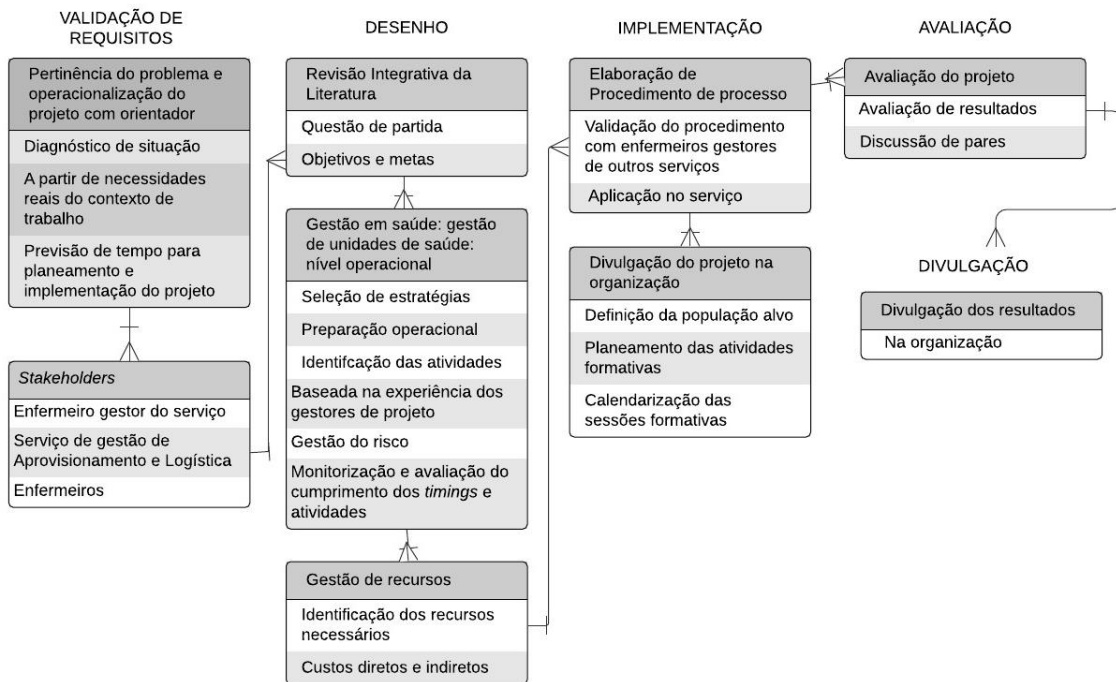 VALIDAÇÃO DE
REQUISITOS
Pertinência do problema e
operacionalização do
projeto com orientador
Diagnóstico de situação
A partir de necessidades
reais do contexto de
trabalho
Previsão de tempo para
planeamento e
implementação do projeto
Stakeholders
Enfermeiro gestor do serviço
Serviço de gestão de
Aprovisionamento e Logística
Enfermeiros
DESENHO
Revisão Integrativa da
Literatura
Questão de partida
Objetivos e metas
Gestão em saúde: gestão
de unidades de saúde:
nível operacional
Seleção de estratégias
Preparação operacional
Identifcação das atividades
Baseada na experiência dos
gestores de projeto
Gestão do risco
Monitorização e avaliação do
cumprimento dos timings e
atividades
Gestão de recursos
Identificação dos recursos
necessários
Custos diretos e indiretos
IMPLEMENTAÇÃO
Elaboração de
Procedimento de processo
Validação do procedimento
com enfermeiros gestores
de outros serviços
Aplicação no serviço
Divulgação do projeto na
organização
Definição da população alvo
Planeamento das atividades
formativas
Calendarização das
sessões formativas
AVALIAÇÃO
Avaliação do projeto
Avaliação de resultados
Discussão de pares
DIVULGAÇÃO
Divulgação dos resultados
Na organização